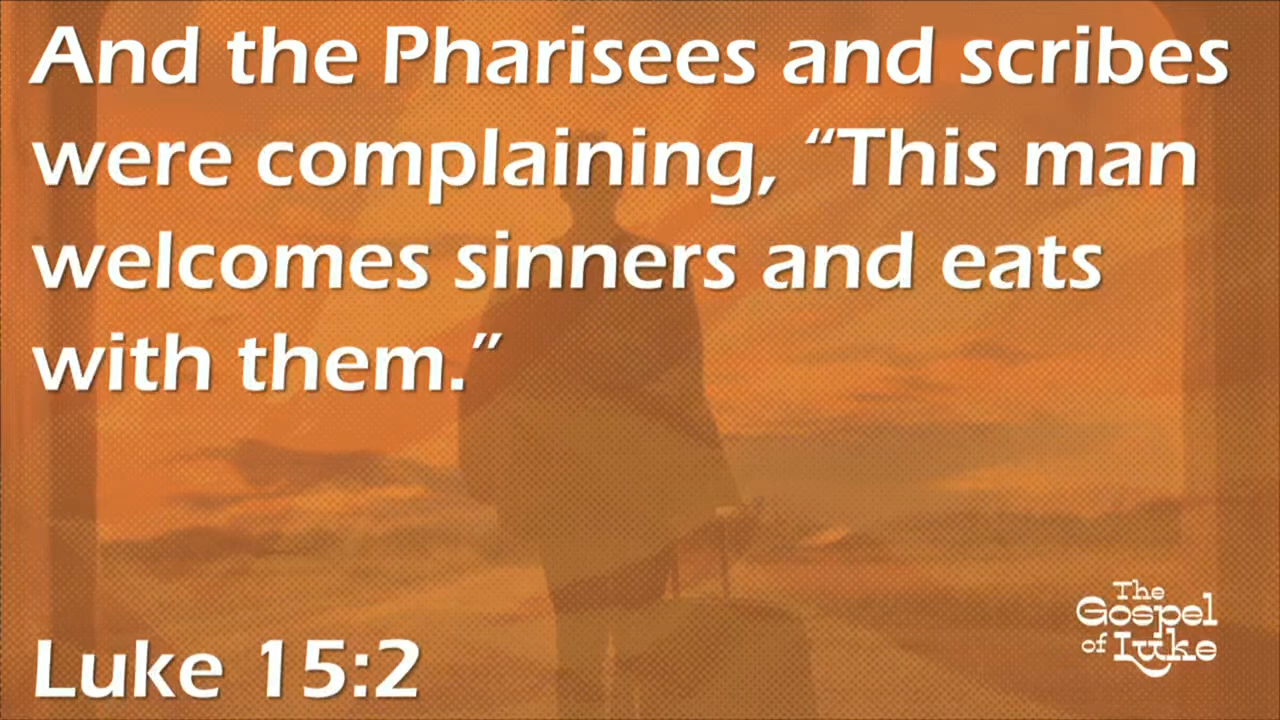 And the Pharisees and scribes
were complaining, “This man
welcomes sinners and eats
with them.”
Luke 15:2
The
Gospel
of Luke